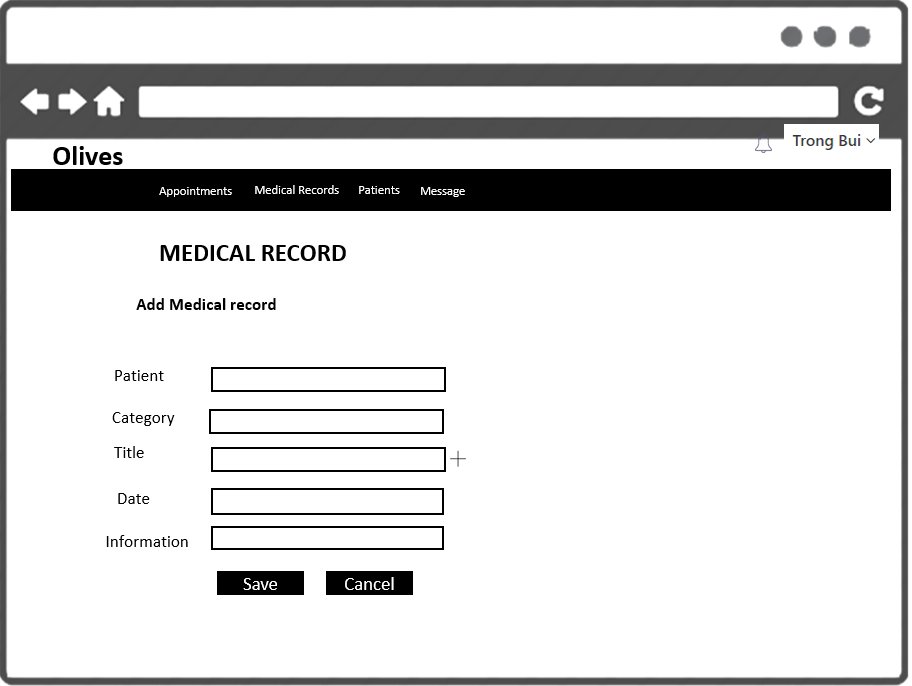 Trong Bui
Olives
Appointments Medical Records Patients Message
MEDICAL RECORD
Add Medical record
Patient
Category
Title
Date
Information
Save Cancel